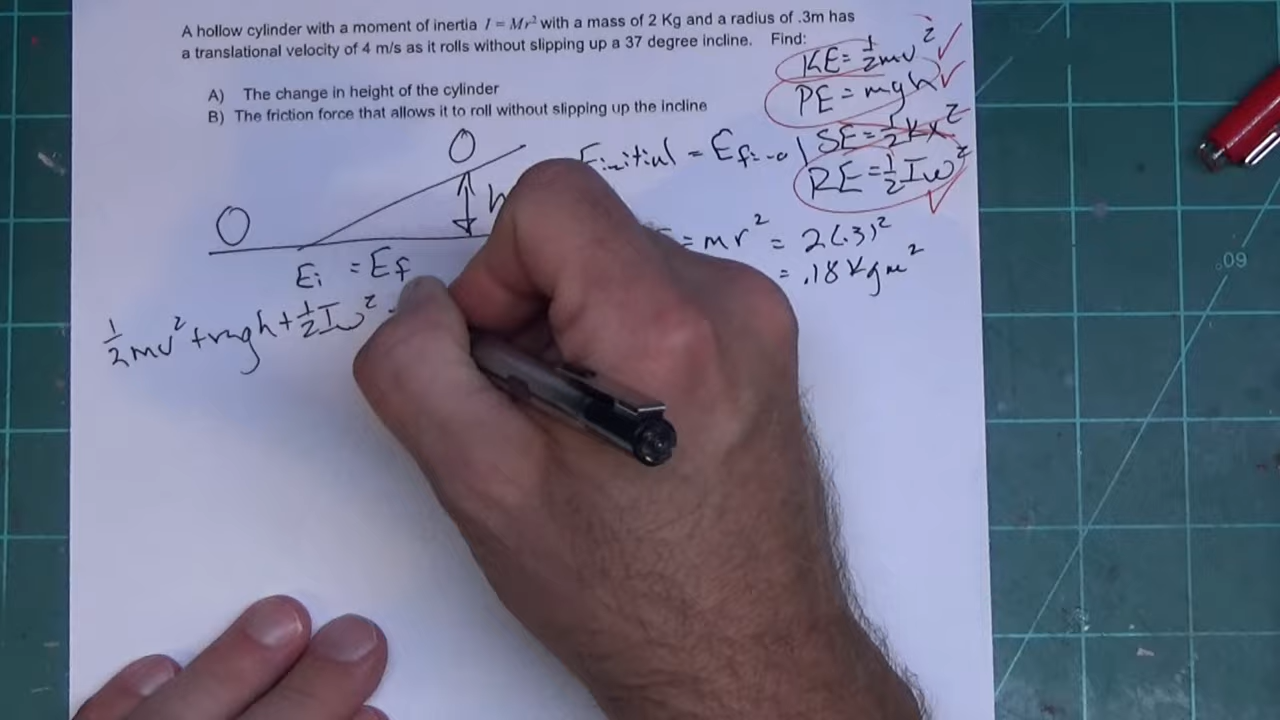 A hollow cylinder with a moment of inertia I = Mr² with a mass of 2 Kg and a radius of .3m has
a translational velocity of 4 m/s as it rolls without slipping up a 37 degree incline. Find:
A) The change in height of the cylinder
B) The friction force that allows it to roll without slipping up the incline
KE = ½mv²
PE = mgh
SE = ½Kx²
RE = ½Iω²
Einitial = Efinal
h
= mr² = 2(.3)²
= .18 Kgm²
Ei = Ef
½mv² + mgh + ½Iω²
09